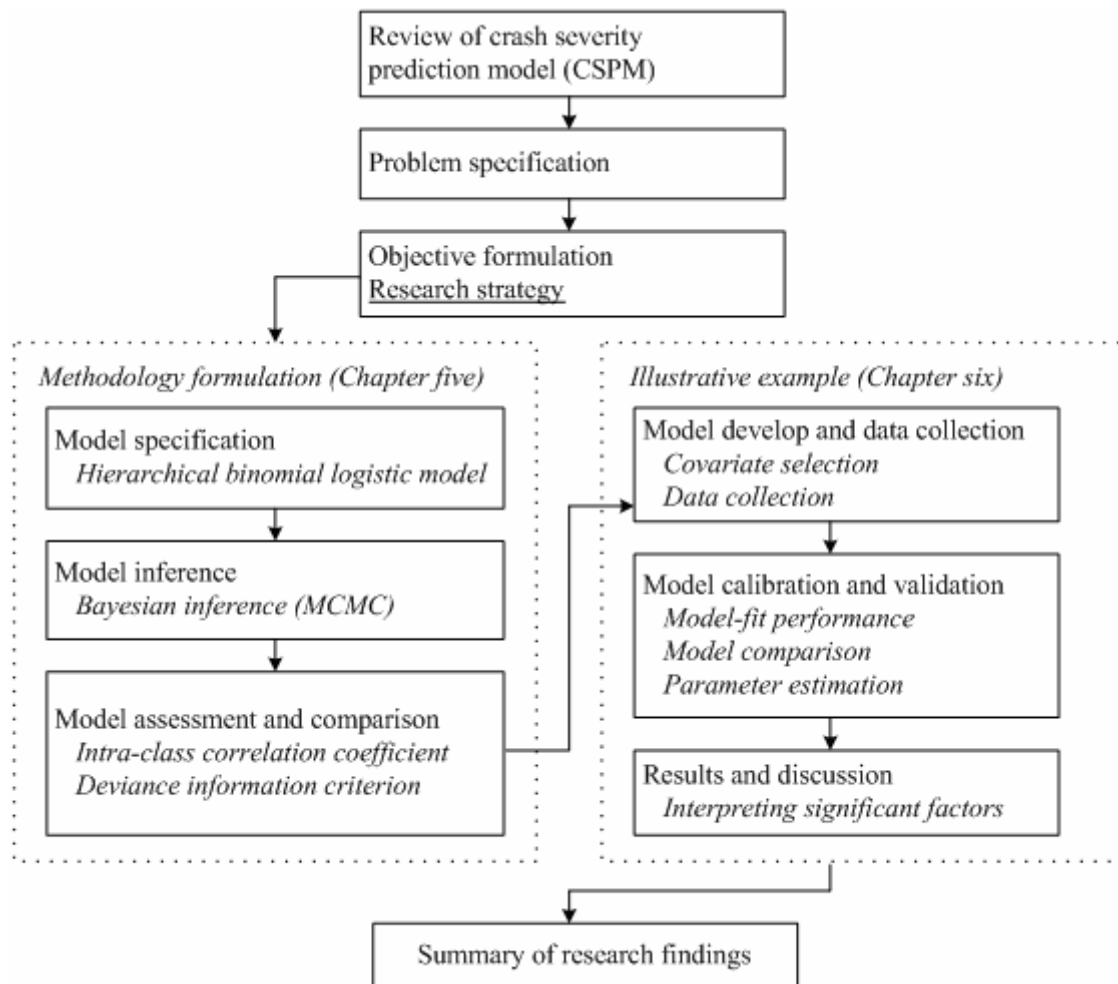 Review of crash severity
prediction model (CSPM)
Problem specification
Objective formulation
Research strategy
Methodology formulation (Chapter five)
Model specification
Hierarchical binomial logistic model
Model inference
Bayesian inference (MCMC)
Model assessment and comparison
Intra-class correlation coefficient
Deviance information criterion
Illustrative example (Chapter six)
Model develop and data collection
Covariate selection
Data collection
Model calibration and validation
Model-fit performance
Model comparison
Parameter estimation
Results and discussion
Interpreting significant factors
Summary of research findings